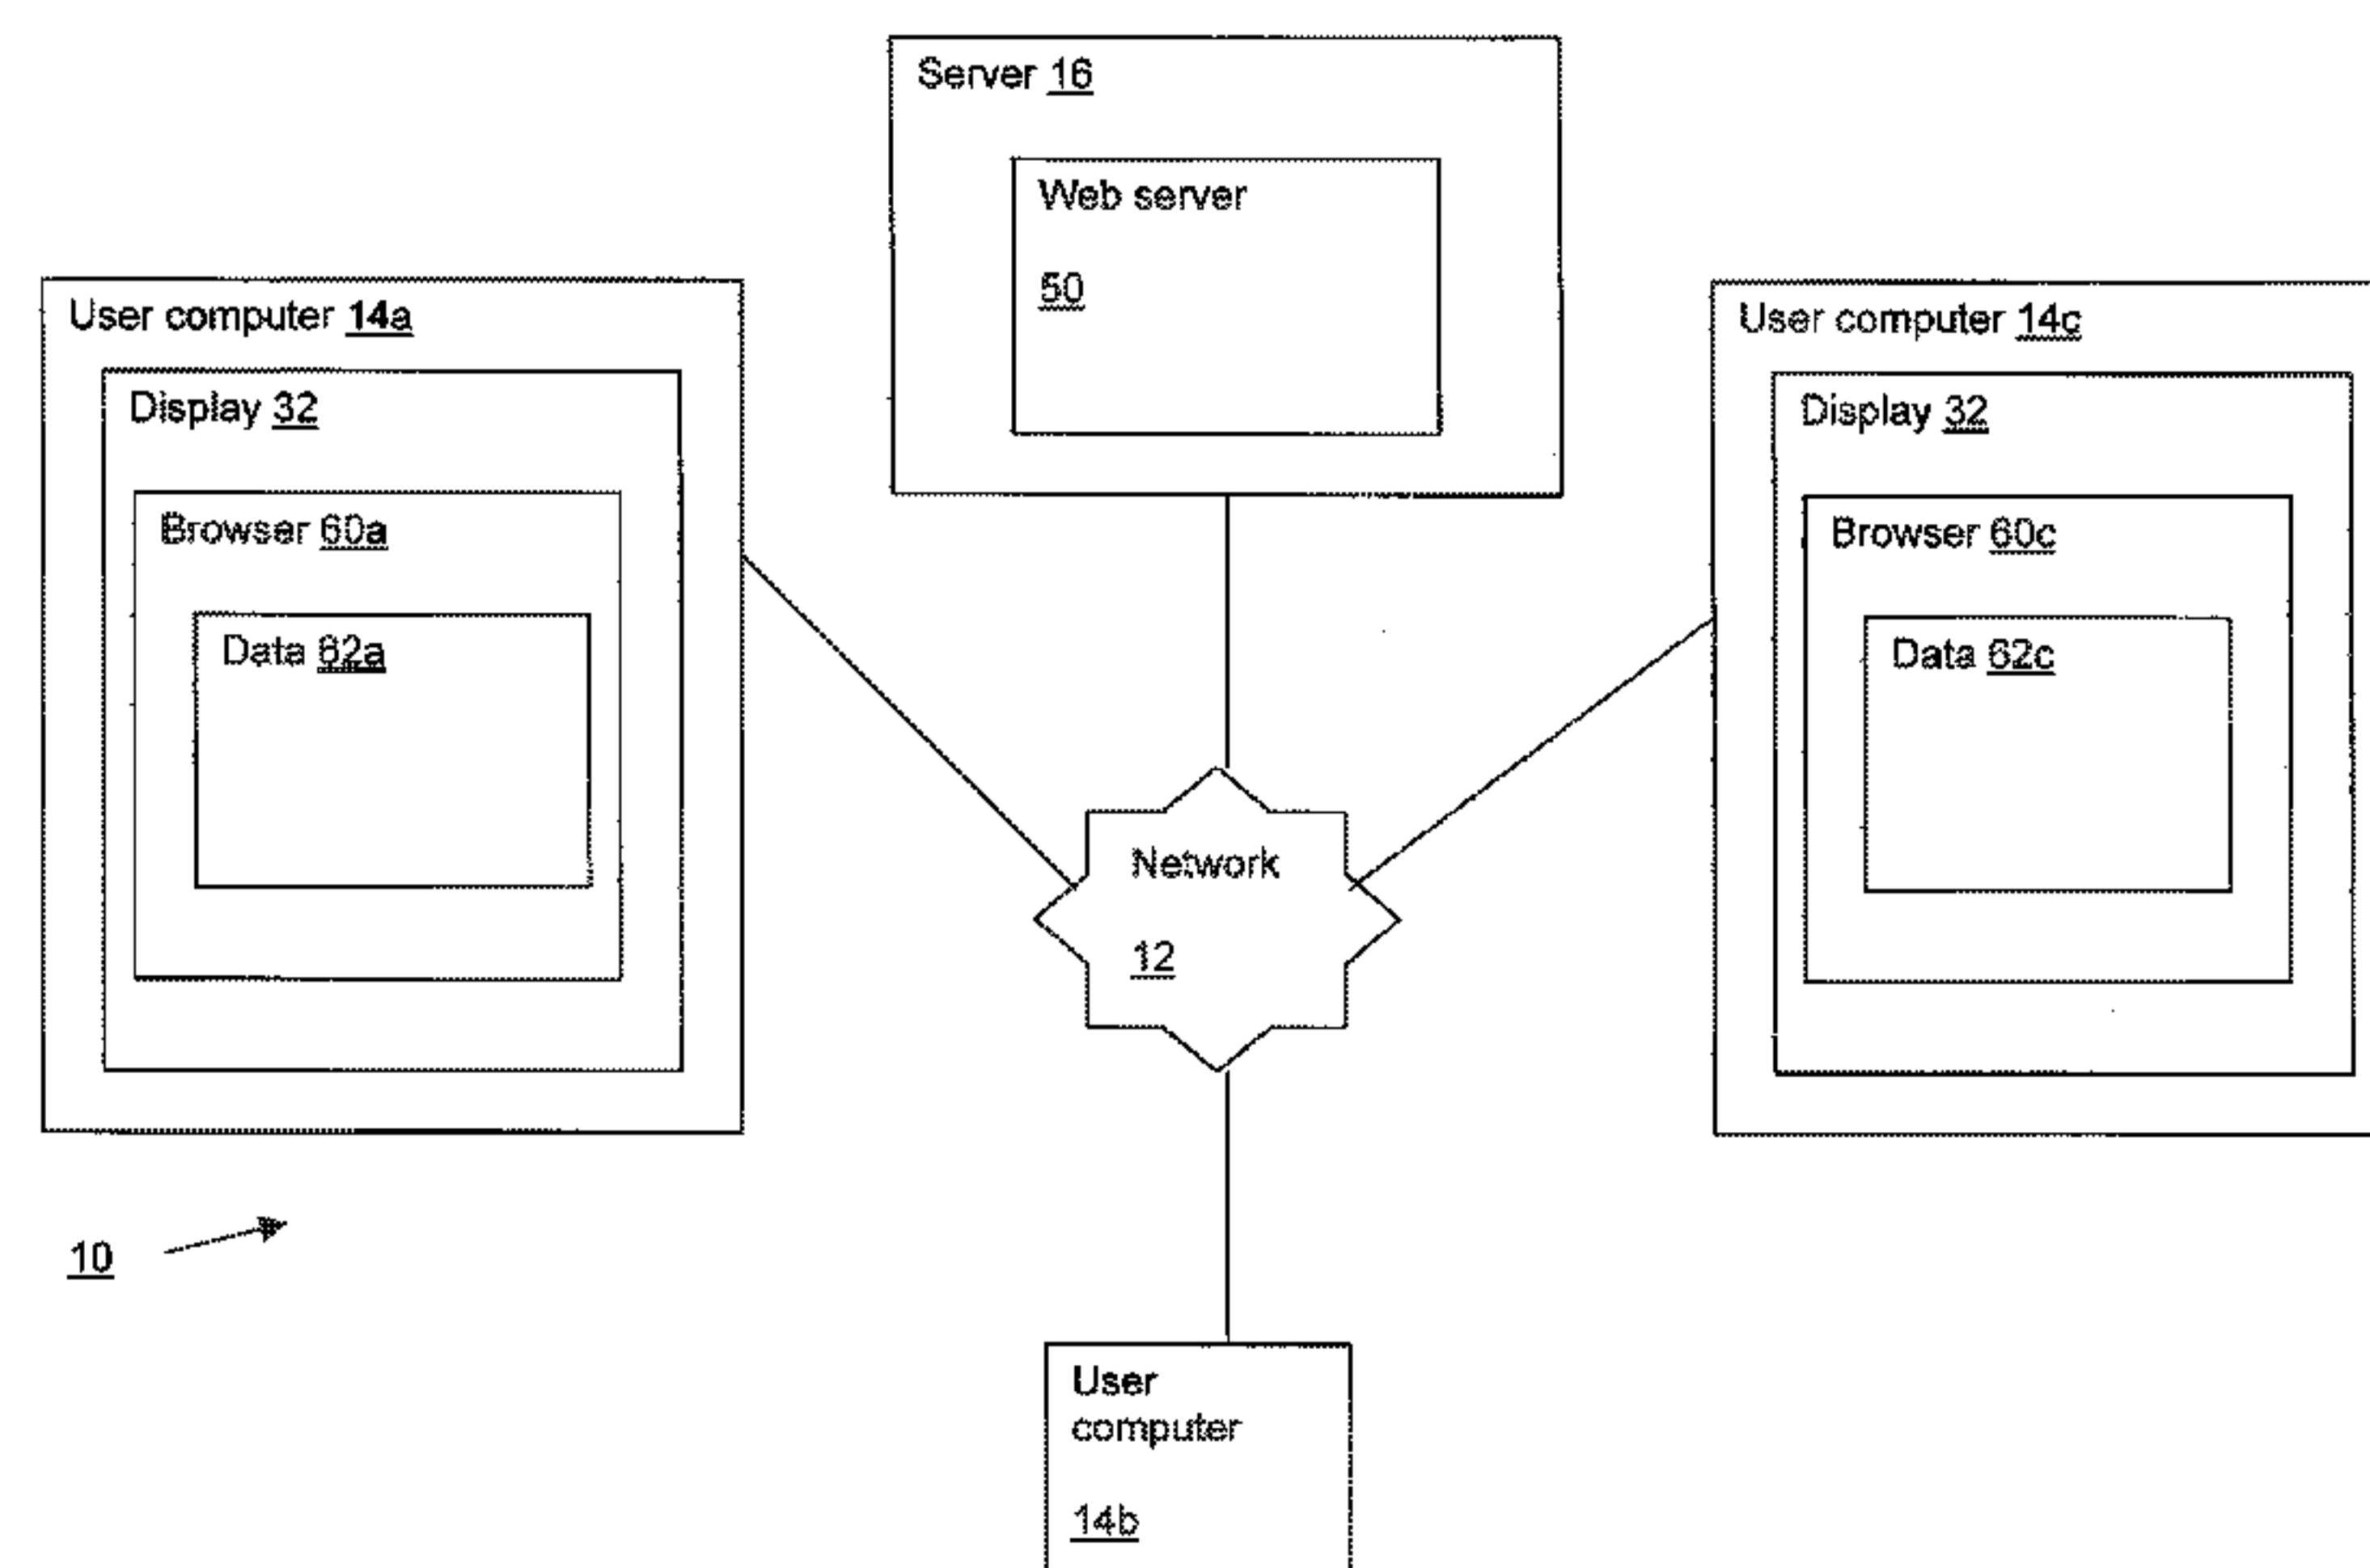 Server 16
Web server
50
User computer 14a
Display 32
Browser 60a
Data 62a
User computer 14c
Display 32
Browser 60c
Data 62c
Network
12
10
User
computer
14b